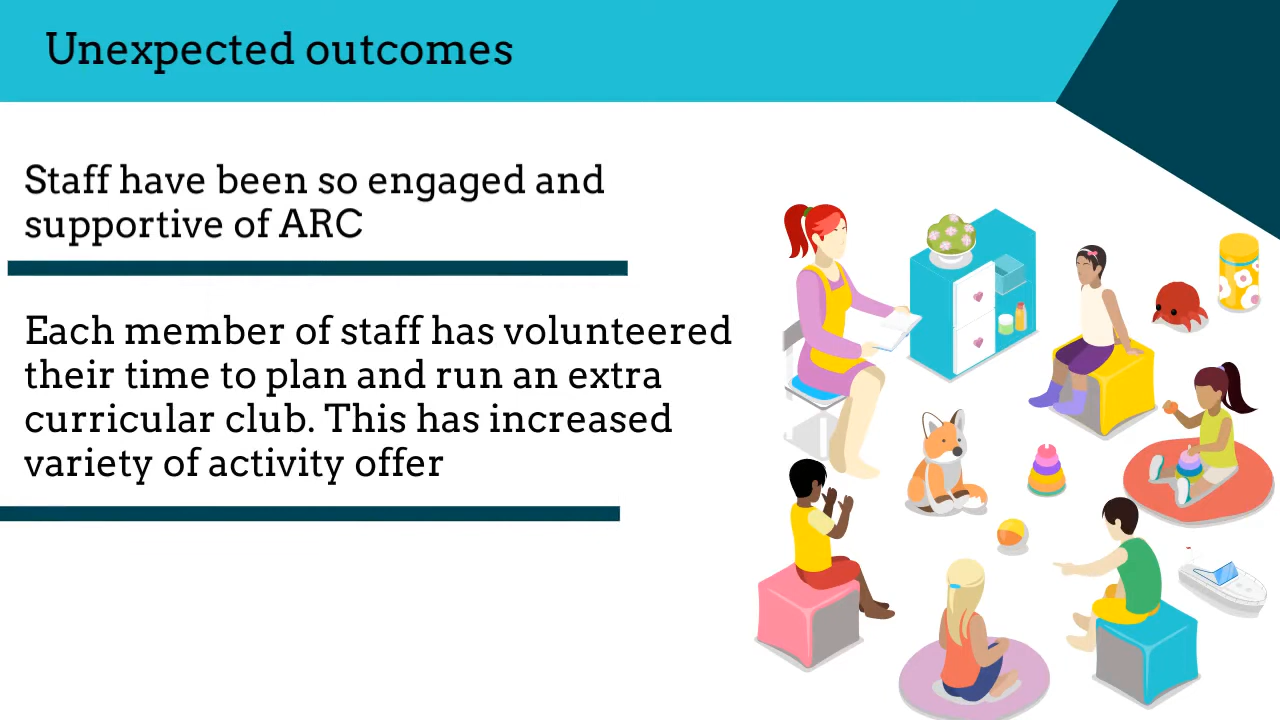 Unexpected outcomes
Staff have been so engaged and
supportive of ARC
Each member of staff has volunteered
their time to plan and run an extra
curricular club. This has increased
variety of activity offer